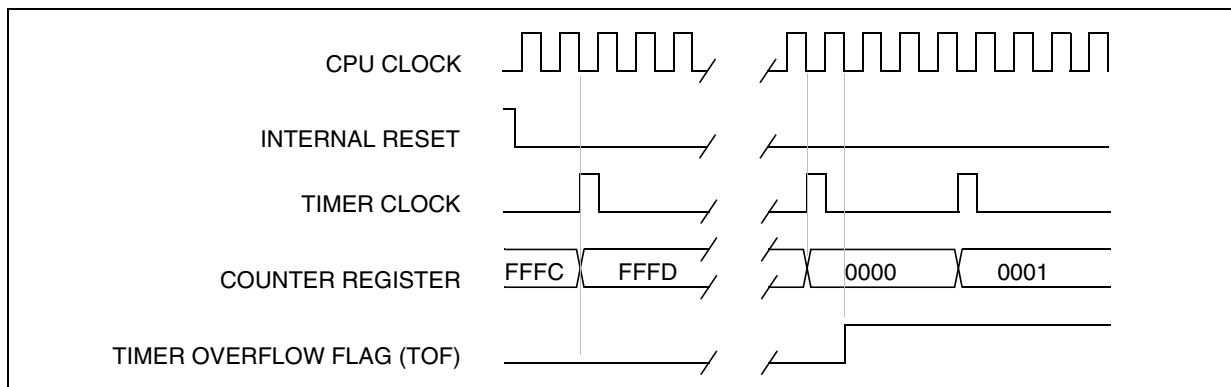 CPU CLOCK
INTERNAL RESET
TIMER CLOCK
COUNTER REGISTER
FFFC
FFFD
0000
0001
TIMER OVERFLOW FLAG (TOF)